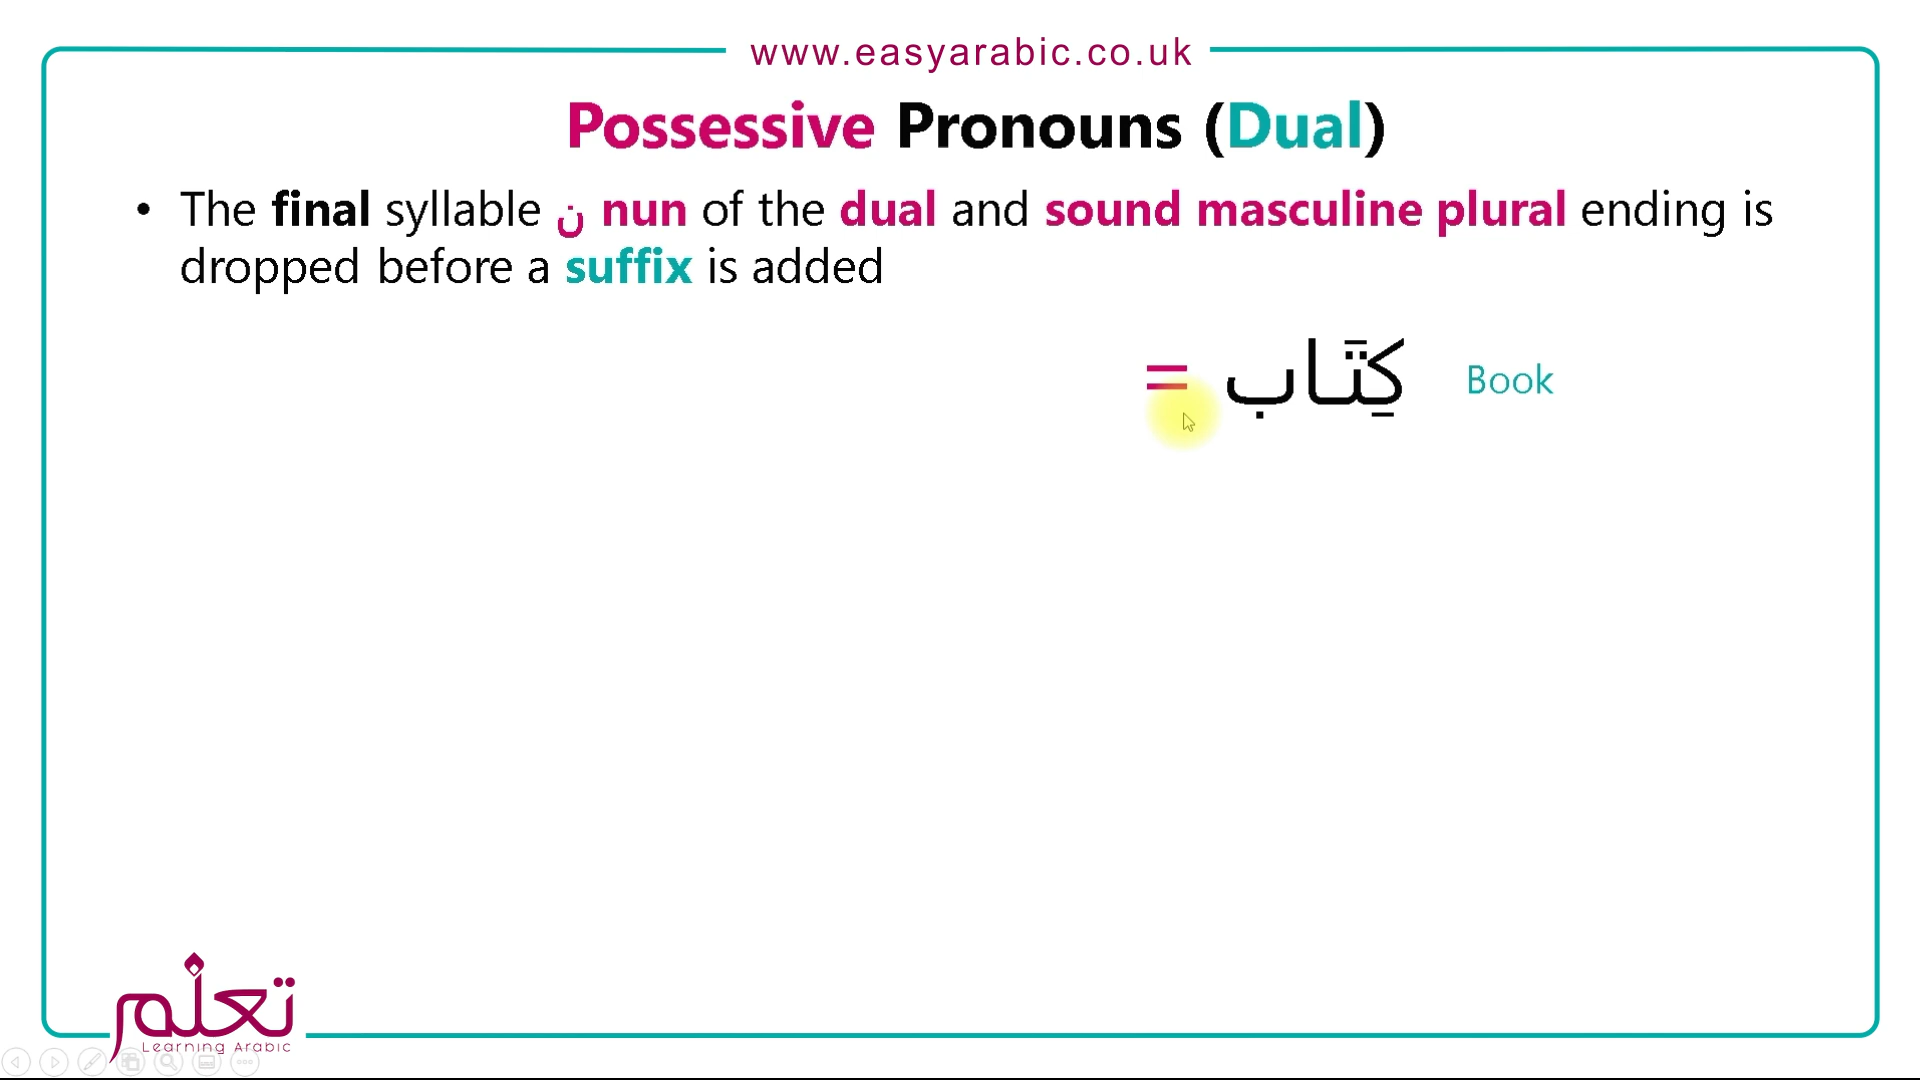 www.easyarabic.co.uk
Possessive Pronouns (Dual)
• The final syllable ن nun of the dual and sound masculine plural ending is
dropped before a suffix is added
= كِتَاب Book
تعلم
Learning Arabic